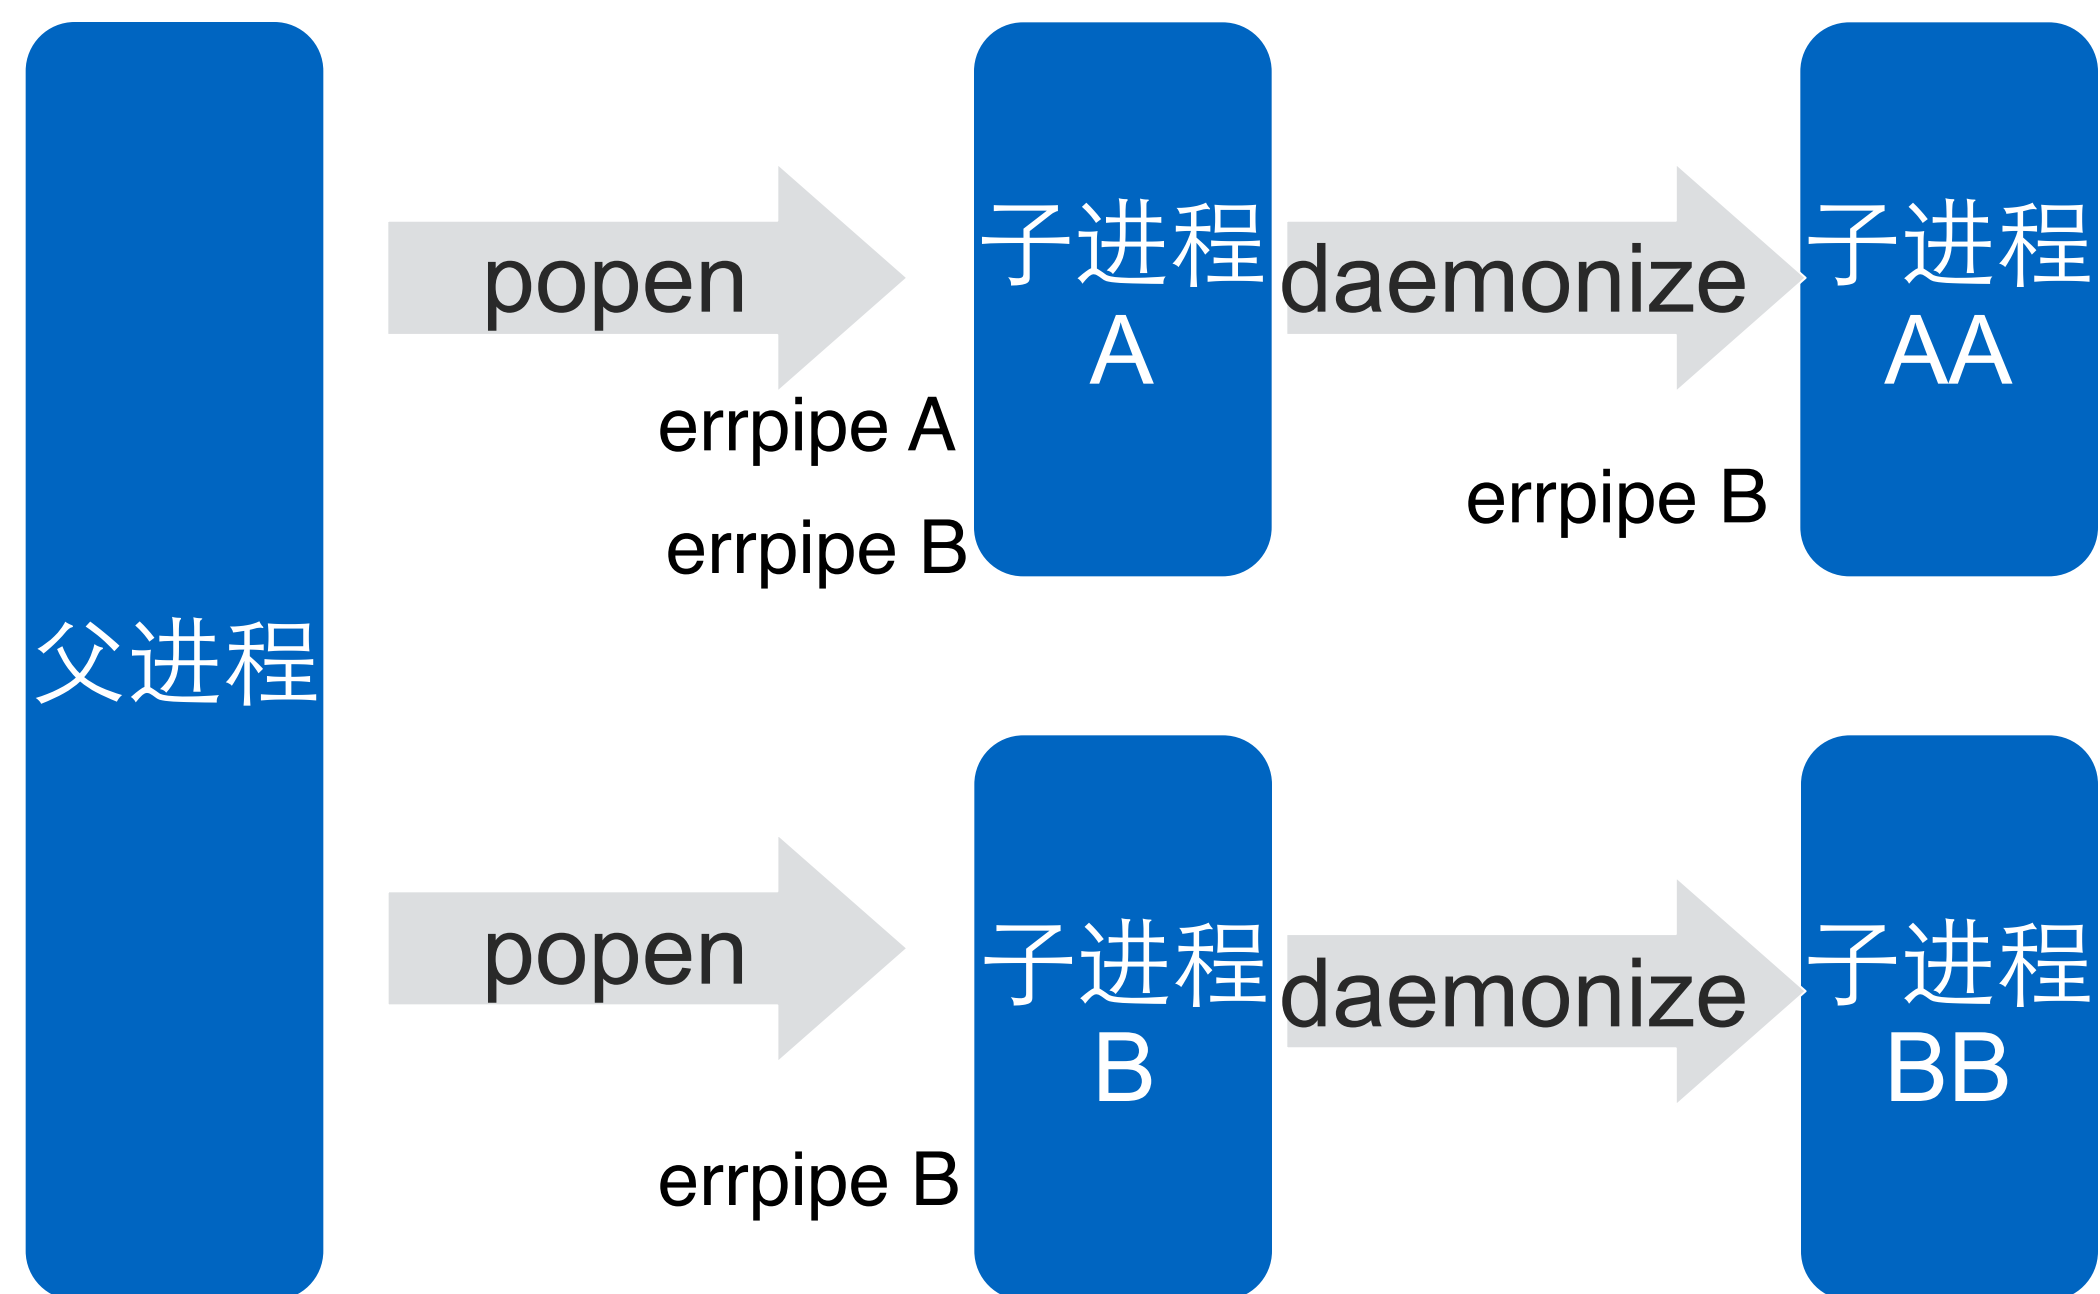 父进程
popen
errpipe A
errpipe B
子进程
A
daemonize
errpipe B
子进程
AA
popen
errpipe B
子进程
B
daemonize
子进程
BB